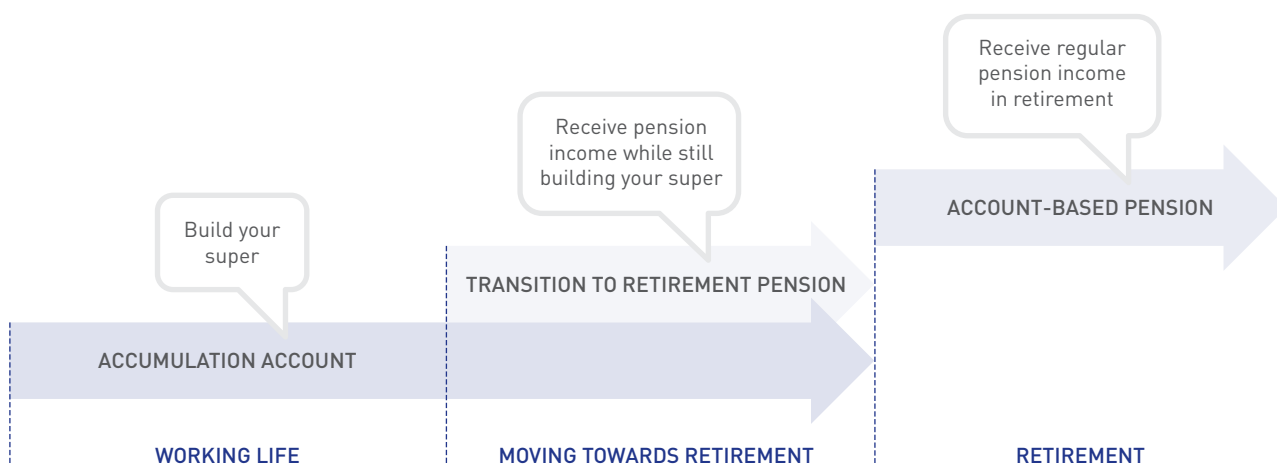 Receive regular
pension income
in retirement
Receive pension
income while still
building your super
Build your
super
ACCOUNT-BASED PENSION
TRANSITION TO RETIREMENT PENSION
ACCUMULATION ACCOUNT
WORKING LIFE
MOVING TOWARDS RETIREMENT
RETIREMENT